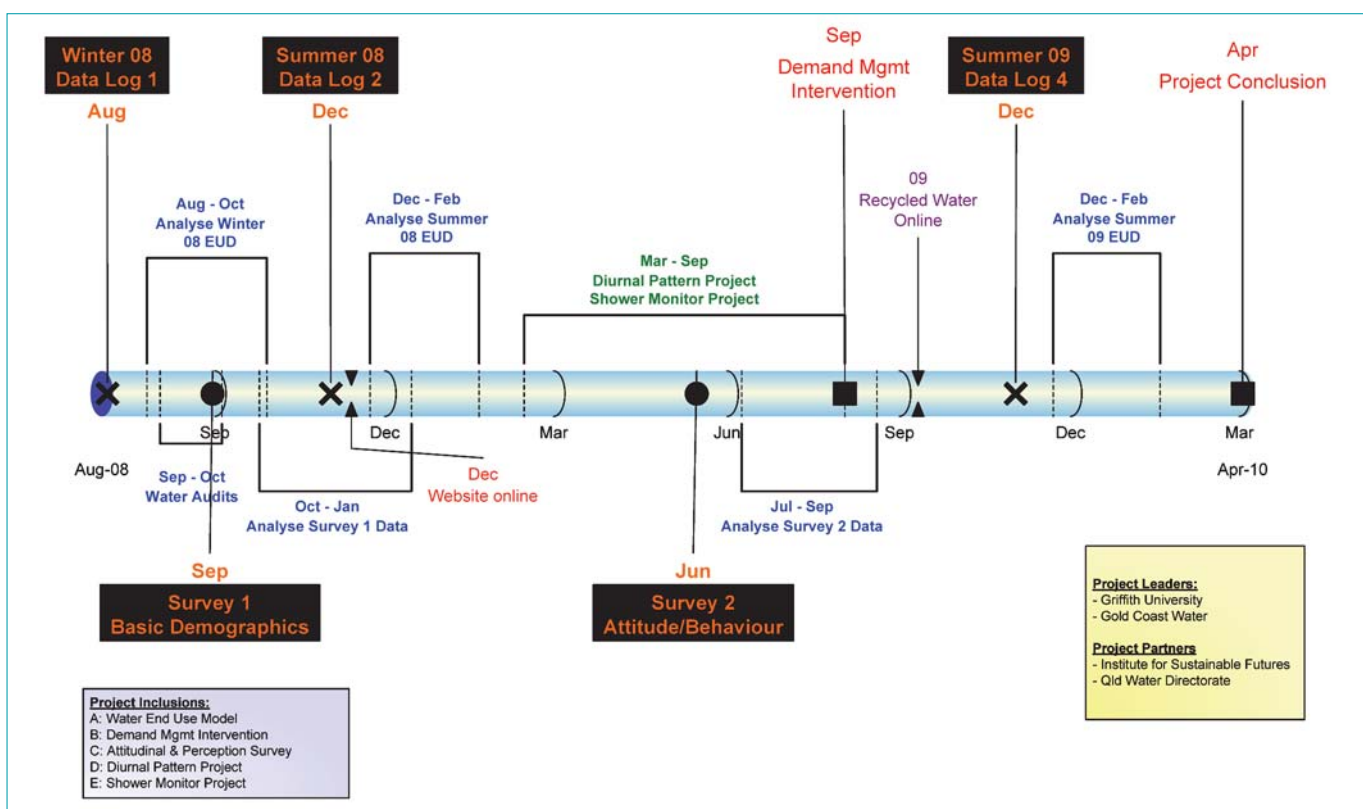 Winter 08
Data Log 1
Aug
Summer 08
Data Log 2
Dec
Sep
Demand Mgmt
Intervention
Summer 09
Data Log 4
Dec
Apr
Project Conclusion
Aug - Oct
Analyse Winter
08 EUD
Dec - Feb
Analyse Summer
08 EUD
Mar - Sep
Diurnal Pattern Project
Shower Monitor Project
09
Recycled Water
Online
Dec - Feb
Analyse Summer
09 EUD
Sep
Dec
Mar
Jun
Sep
Dec
Mar
Aug-08
Apr-10
Sep - Oct
Water Audits
Oct - Jan
Analyse Survey 1 Data
Dec
Website online
Jul - Sep
Analyse Survey 2 Data
Sep
Survey 1
Basic Demographics
Jun
Survey 2
Attitude/Behaviour
Project Leaders:
- Griffith University
- Gold Coast Water
Project Partners
- Institute for Sustainable Futures
- Qld Water Directorate
Project Inclusions:
A: Water End Use Model
B: Demand Mgmt Intervention
C: Attitudinal & Perception Survey
D: Diurnal Pattern Project
E: Shower Monitor Project